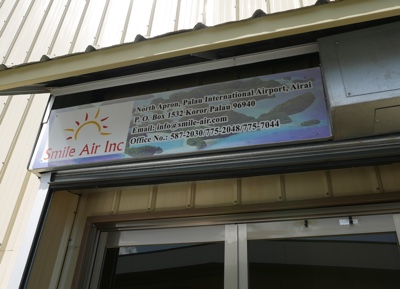 Smile Air Inc
North Apron, Palau International Airport, Airai
P. O. Box 1532 Koror Palau 96940
Email: info@smile-air.com
Office No.: 587-2030/775-2048/775-7044